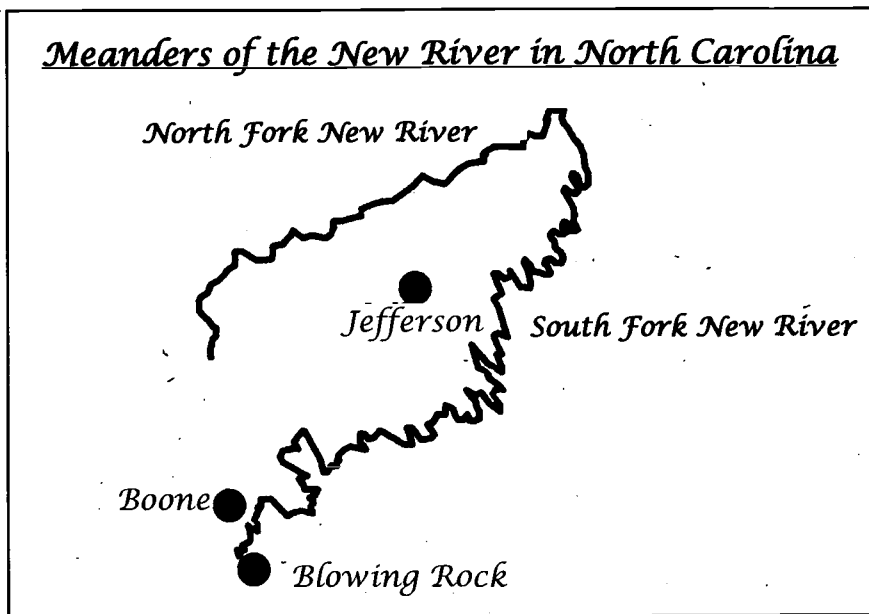 Meanders of the New River in North Carolina
North Fork New River
Jefferson
South Fork New River
Boone
Blowing Rock